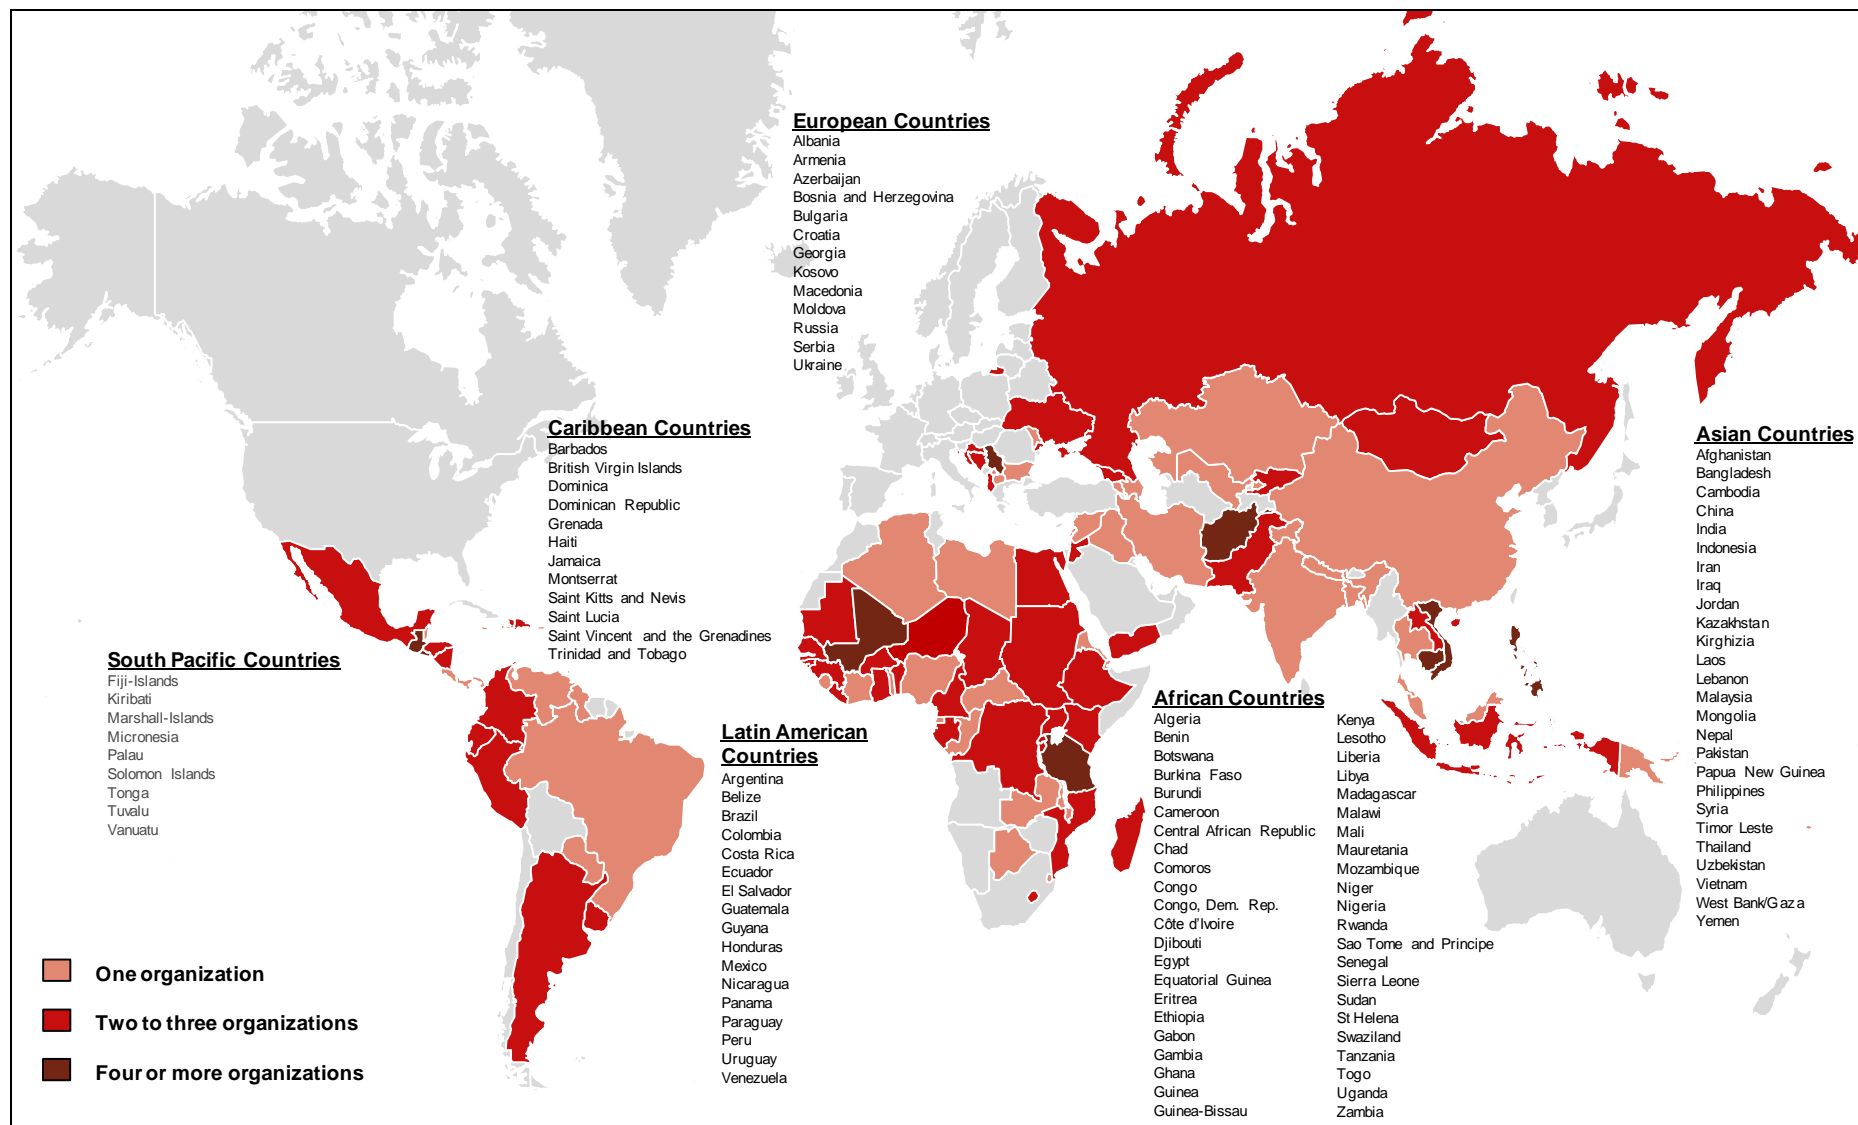 European Countries
Albania
Armenia
Azerbaijan
Bosnia and Herzegovina
Bulgaria
Croatia
Georgia
Kosovo
Macedonia
Moldova
Russia
Serbia
Ukraine
Caribbean Countries
Barbados
British Virgin Islands
Dominica
Dominican Republic
Grenada
Haiti
Jamaica
Montserrat
Saint Kitts and Nevis
Saint Lucia
Saint Vincent and the Grenadines
Trinidad and Tobago
Asian Countries
Afghanistan
Bangladesh
Cambodia
China
India
Indonesia
Iran
Iraq
Jordan
Kazakhstan
Kirghizia
Laos
Lebanon
Malaysia
Mongolia
Nepal
Pakistan
Papua New Guinea
Philippines
Syria
Timor Leste
Thailand
Uzbekistan
Vietnam
West Bank/Gaza
Yemen
South Pacific Countries
Fiji-Islands
Kiribati
Marshall-Islands
Micronesia
Palau
Solomon Islands
Tonga
Tuvalu
Vanuatu
Latin American
Countries
Argentina
Belize
Brazil
Colombia
Costa Rica
Ecuador
El Salvador
Guatemala
Guyana
Honduras
Mexico
Nicaragua
Panama
Paraguay
Peru
Uruguay
Venezuela
African Countries
Algeria
Benin
Botswana
Burkina Faso
Burundi
Cameroon
Central African Republic
Chad
Comoros
Congo
Congo, Dem. Rep.
Côte d'Ivoire
Djibouti
Egypt
Equatorial Guinea
Eritrea
Ethiopia
Gabon
Gambia
Ghana
Guinea
Guinea-Bissau
Kenya
Lesotho
Liberia
Libya
Madagascar
Malawi
Mali
Mauretania
Mozambique
Niger
Nigeria
Rwanda
Sao Tome and Principe
Senegal
Sierra Leone
Sudan
St Helena
Swaziland
Tanzania
Togo
Uganda
Zambia
One organization
Two to three organizations
Four or more organizations